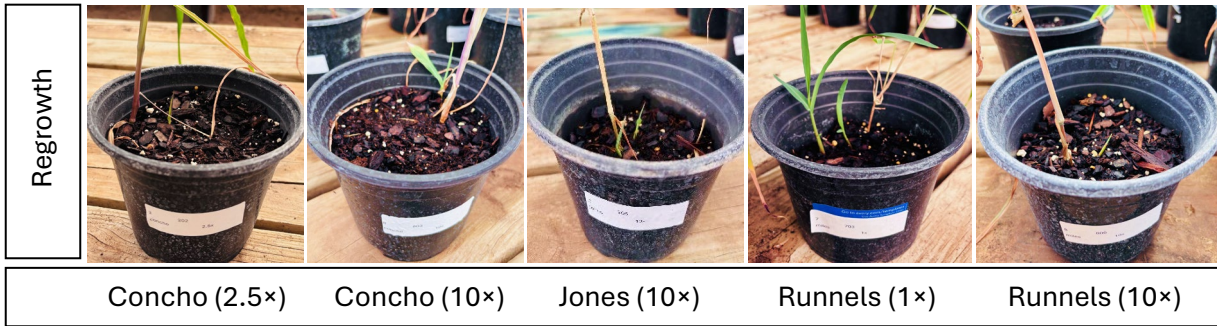 Regrowth
Concho (2.5×)
Concho (10×)
Jones (10×)
Runnels (1×)
Runnels (10×)